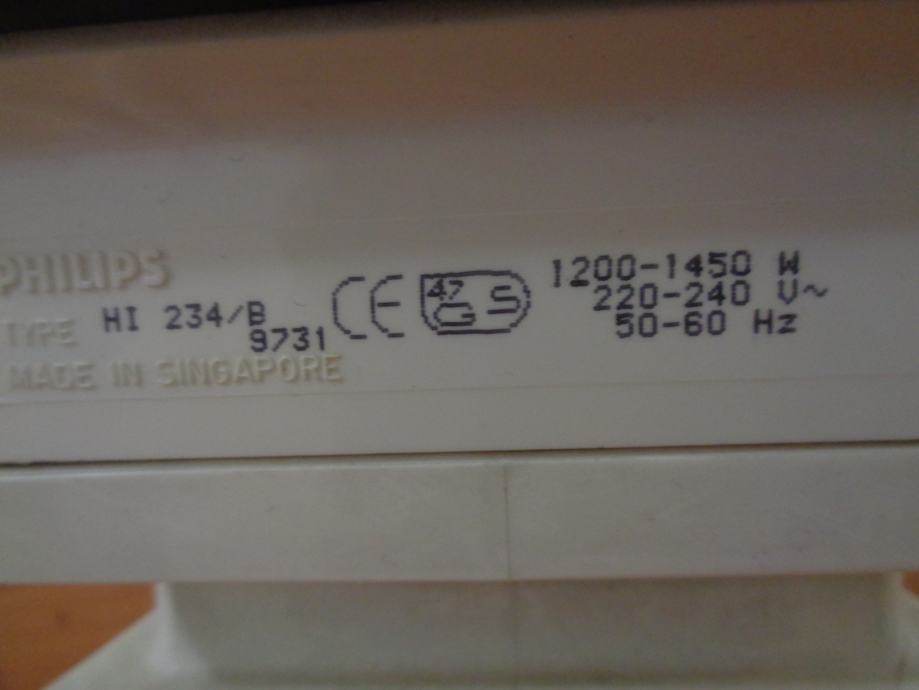 PHILIPS
TYPE HI 234/B
9731
MADE IN SINGAPORE
CE
47
GS
1200-1450 W
220-240 V~
50-60 Hz